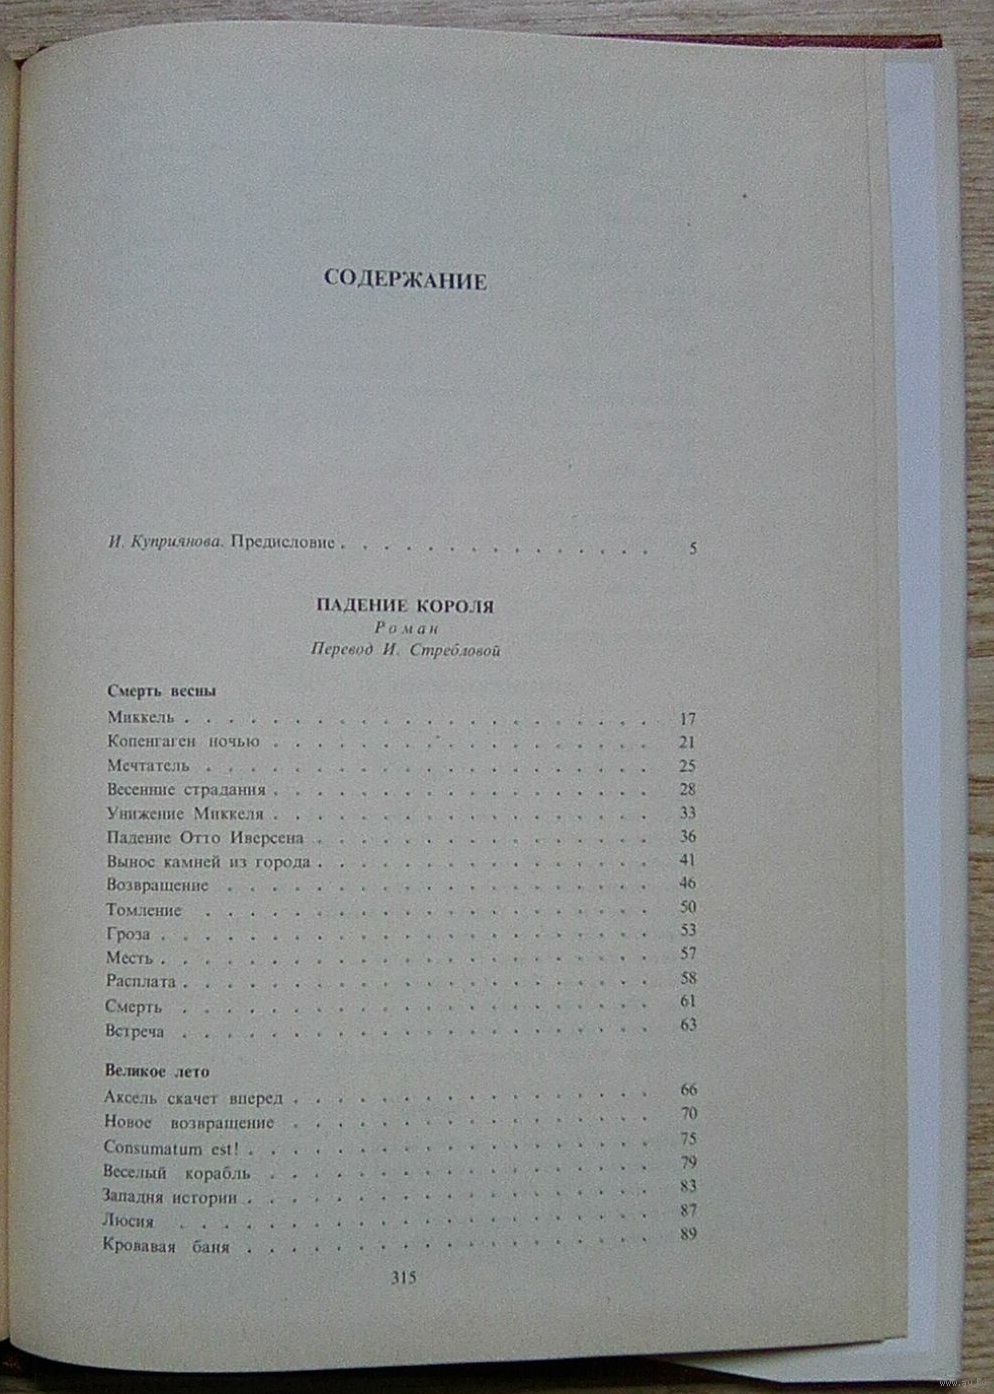 СОДЕРЖАНИЕ
И. Куприянова. Предисловие . . . . . . . . . . . . . . . 5
ПАДЕНИЕ КОРОЛЯ
Роман
Перевод И. Стребловой
Смерть весны
Миккель . . . . . . . . . . . . . . . . . . . . . . 17
Копенгаген ночью . . . . . . . . . . . . . . . . . . 21
Мечтатель . . . . . . . . . . . . . . . . . . . . . 25
Весенние страдания . . . . . . . . . . . . . . . . . . 28
Унижение Миккеля . . . . . . . . . . . . . . . . . . 33
Падение Отто Иверсена . . . . . . . . . . . . . . . . 36
Вынос камней из города . . . . . . . . . . . . . . . . 41
Возвращение . . . . . . . . . . . . . . . . . . . . 46
Томление . . . . . . . . . . . . . . . . . . . . . 50
Гроза . . . . . . . . . . . . . . . . . . . . . . . 53
Месть . . . . . . . . . . . . . . . . . . . . . . . 57
Расплата . . . . . . . . . . . . . . . . . . . . . . 58
Смерть . . . . . . . . . . . . . . . . . . . . . . 61
Встреча . . . . . . . . . . . . . . . . . . . . . . 63
Великое лето
Аксель скачет вперед . . . . . . . . . . . . . . . . . 66
Новое возвращение . . . . . . . . . . . . . . . . . 70
Consumatum est! . . . . . . . . . . . . . . . . . . . 75
Веселый корабль . . . . . . . . . . . . . . . . . . 79
Западня истории . . . . . . . . . . . . . . . . . . . 83
Люсия . . . . . . . . . . . . . . . . . . . . . . 87
Кровавая баня . . . . . . . . . . . . . . . . . . . 89
315